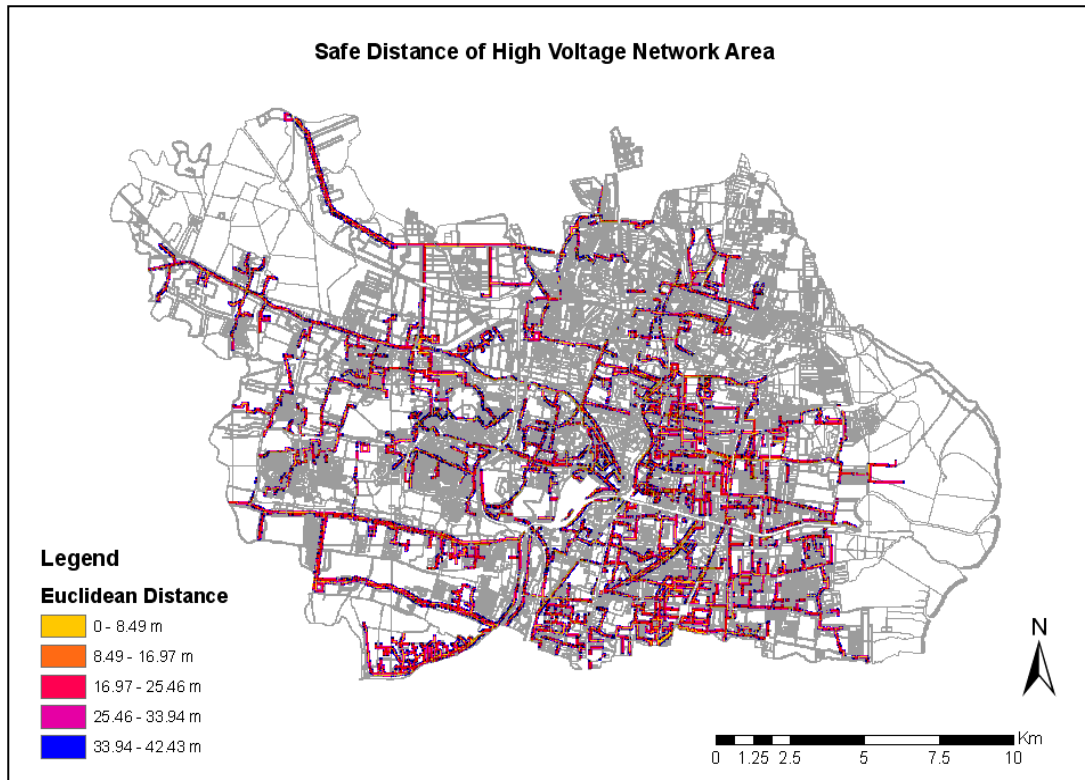 Safe Distance of High Voltage Network Area
Legend
Euclidean Distance
0 - 8.49 m
8.49 - 16.97 m
16.97 - 25.46 m
25.46 - 33.94 m
33.94 - 42.43 m
N
Km
0 1.25 2.5 5 7.5 10